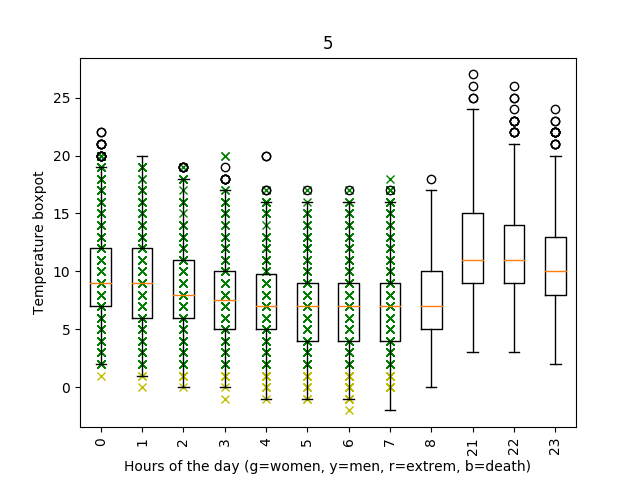 5
Temperature boxpot
25
20
15
10
5
0
0 1 2 3 4 5 6 7 8 21 22 23
Hours of the day (g=women, y=men, r=extrem, b=death)